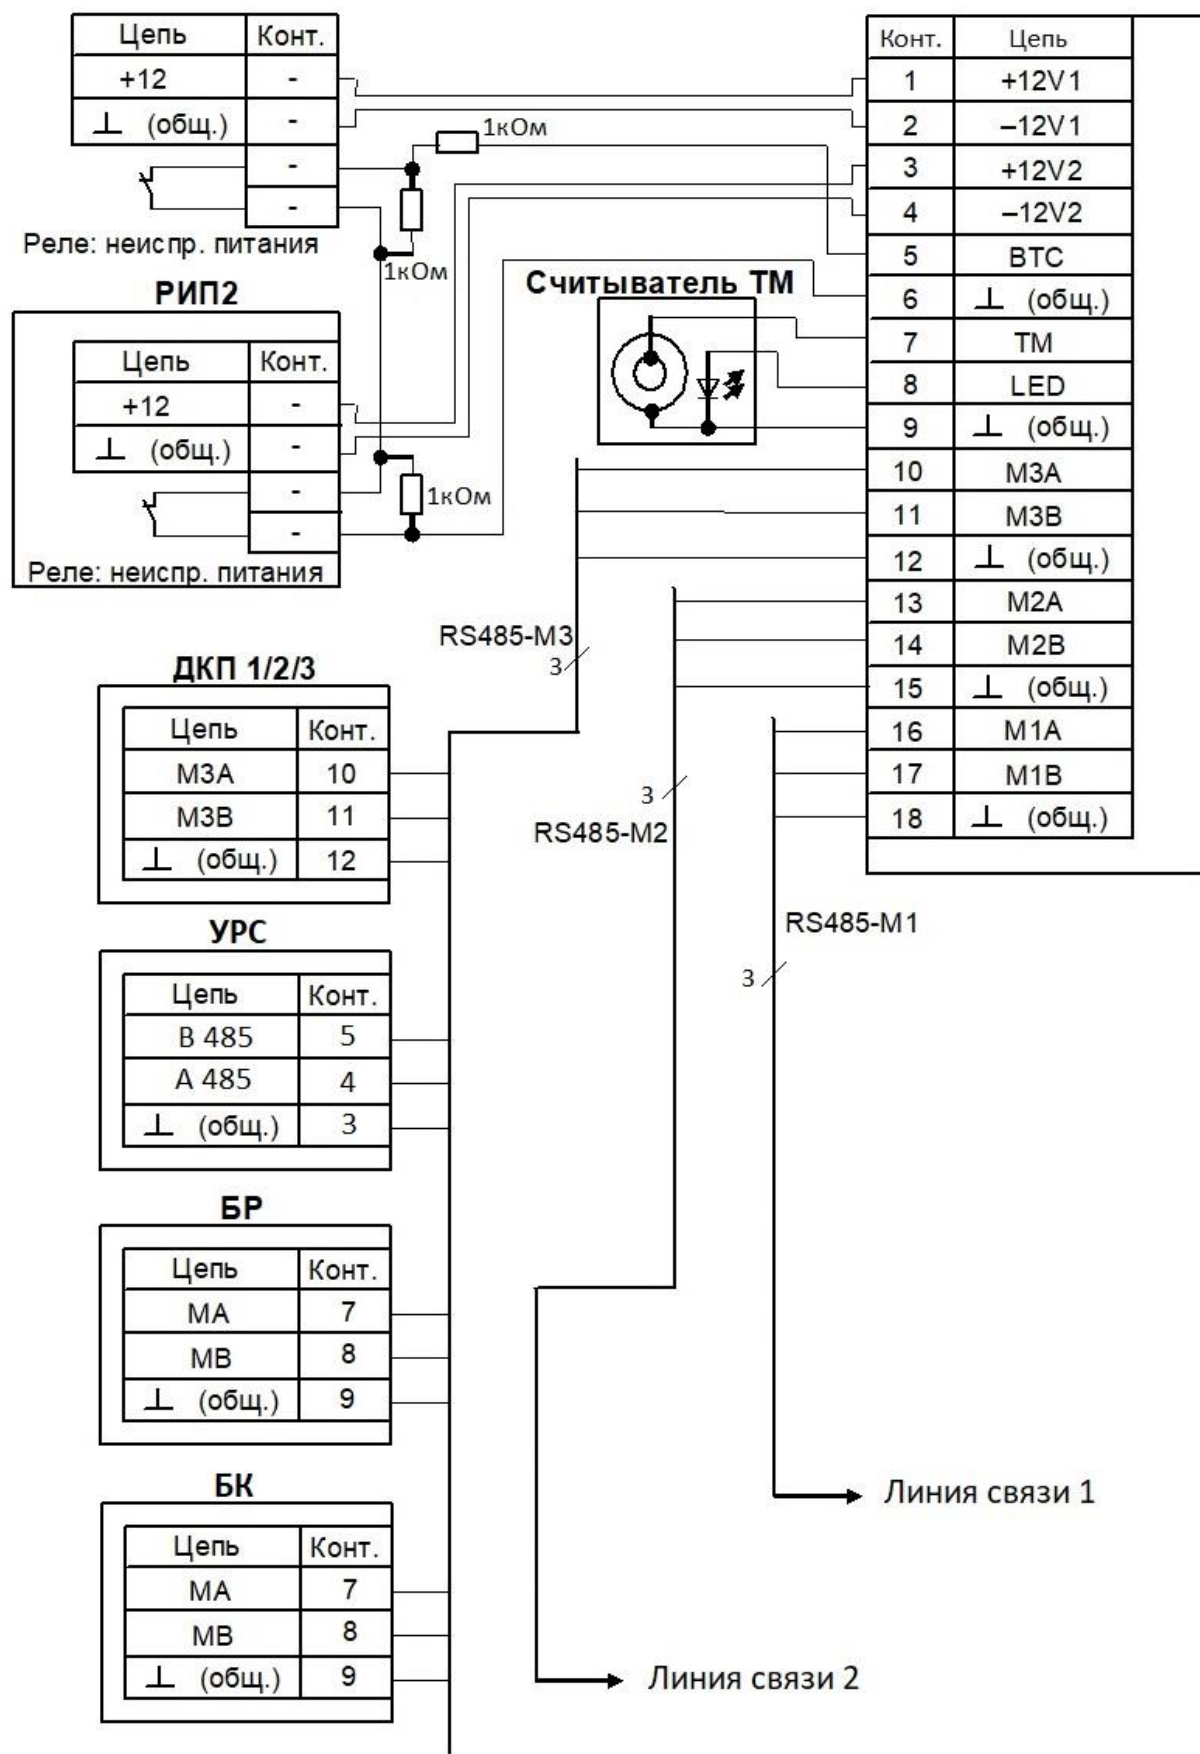 Цепь Конт.
+12 -
⊥ (общ.) -
-
-
Реле: неиспр. питания
1кОм
1кОм
РИП2
Цепь Конт.
+12 -
⊥ (общ.) -
-
-
Реле: неиспр. питания
1кОм
Считыватель ТМ
Конт. Цепь
1 +12V1
2 –12V1
3 +12V2
4 –12V2
5 ВТС
6 ⊥ (общ.)
7 ТМ
8 LED
9 ⊥ (общ.)
10 М3А
11 М3В
12 ⊥ (общ.)
13 М2А
14 М2В
15 ⊥ (общ.)
16 М1А
17 М1В
18 ⊥ (общ.)
RS485-М3
3
3
RS485-М2
RS485-М1
3
ДКП 1/2/3
Цепь Конт.
М3А 10
М3В 11
⊥ (общ.) 12
УРС
Цепь Конт.
В 485 5
А 485 4
⊥ (общ.) 3
БР
Цепь Конт.
МА 7
МВ 8
⊥ (общ.) 9
БК
Цепь Конт.
МА 7
МВ 8
⊥ (общ.) 9
Линия связи 1
Линия связи 2